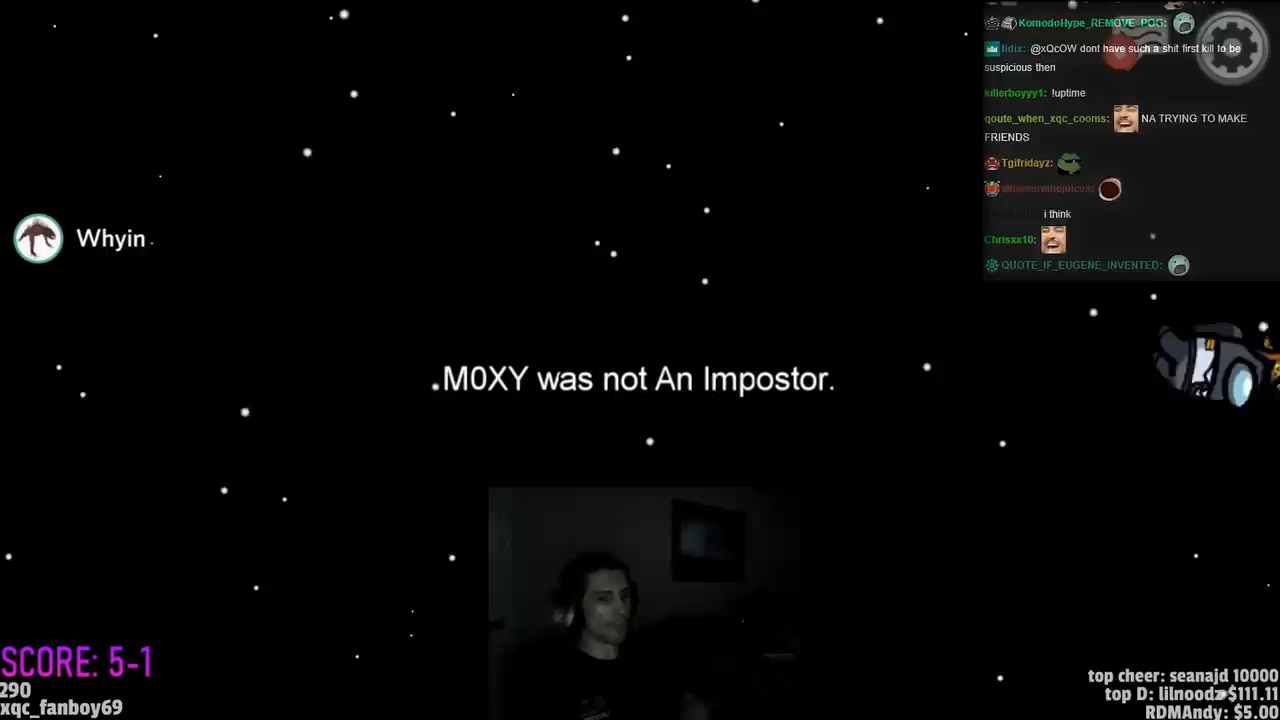 KomodoHype_REMOVE_POG:
fidix: @xQcOW dont have such a shit first kill to be
suspicious then
killerboyyy1: !uptime
qoute_when_xqc_cooms: NA TRYING TO MAKE
FRIENDS
Tgifridayz:
i think
Chrisxx10:
QUOTE_IF_EUGENE_INVENTED:
Whyin
M0XY was not An Impostor.
SCORE: 5-1
290
xqc_fanboy69
top cheer: seanajd 10000
top D: lilnoodz $111.11
RDMAndy: $5.00